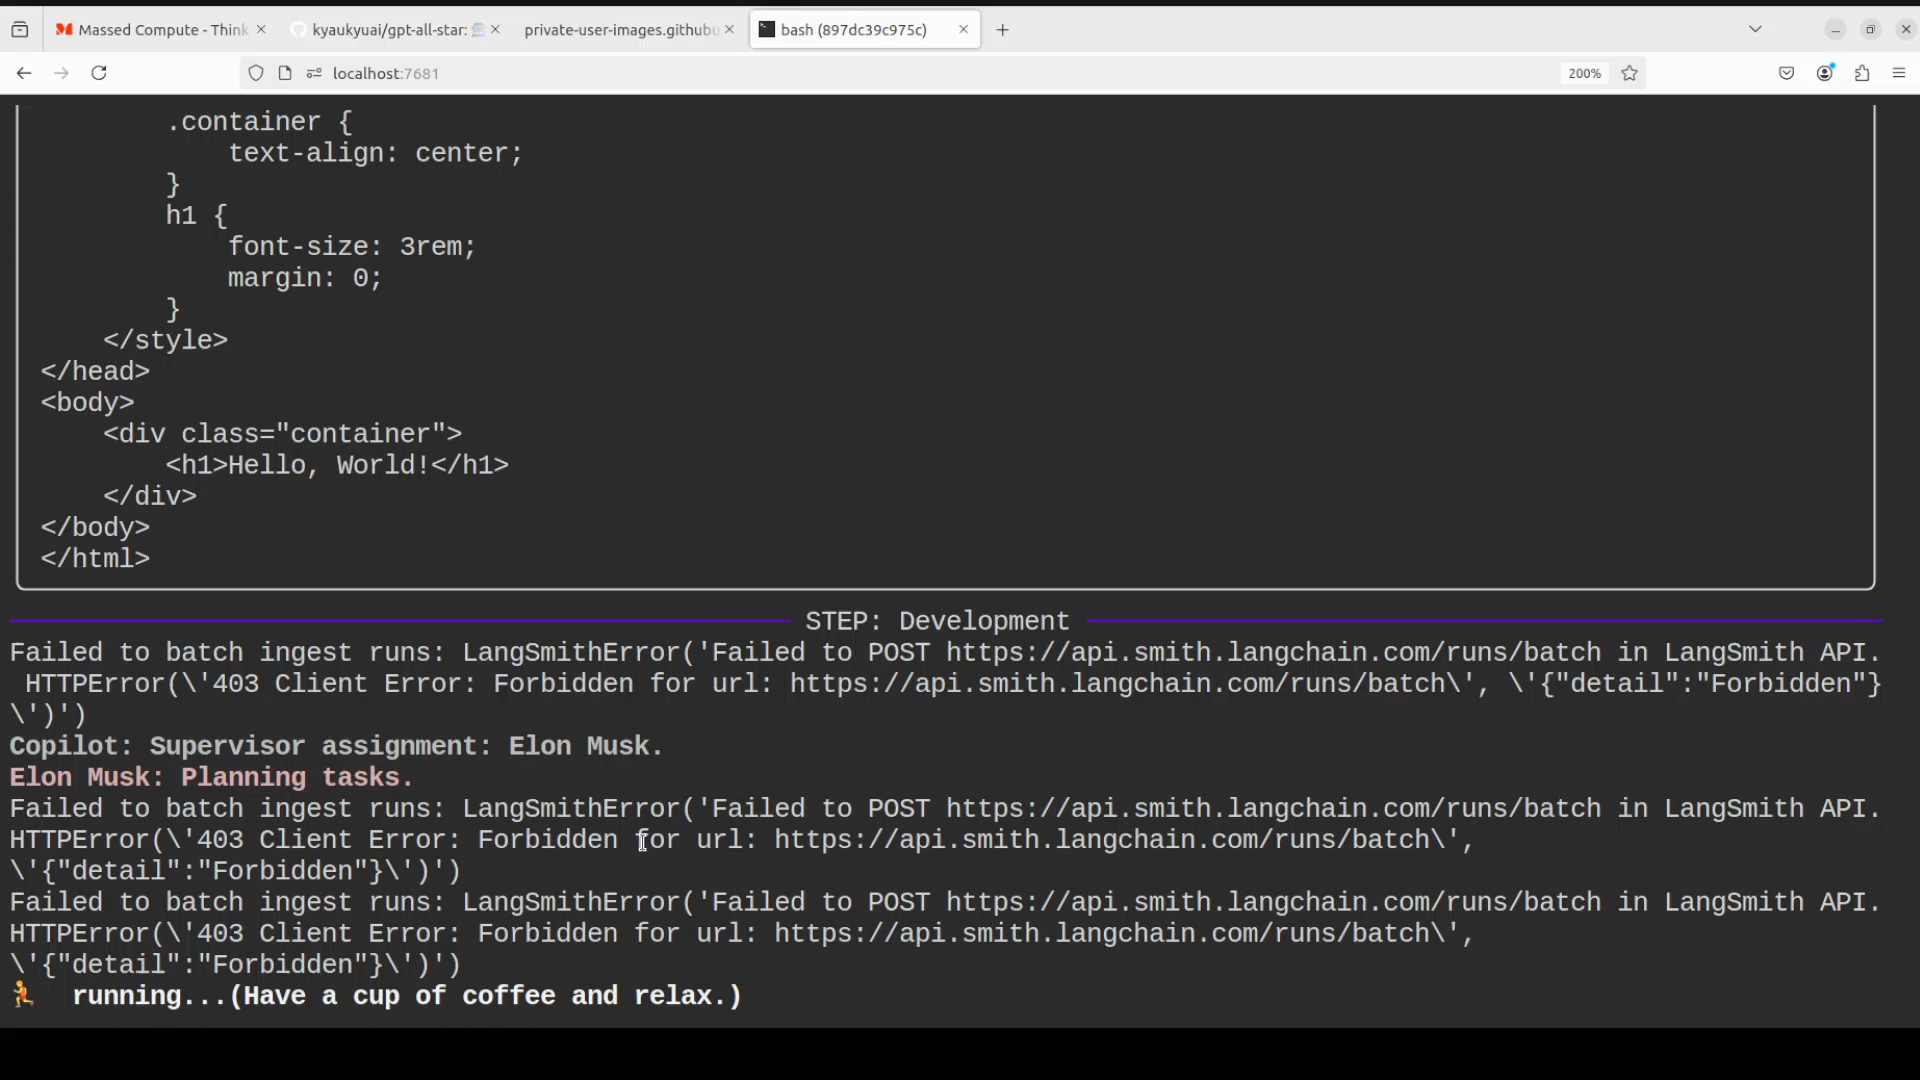 Massed Compute - Think
kyaukyuai/gpt-all-star:
private-user-images.githubu
bash (897dc39c975c)
localhost:7681
200%
.container {
text-align: center;
}
h1 {
font-size: 3rem;
margin: 0;
}
</style>
</head>
<body>
<div class="container">
<h1>Hello, World!</h1>
</div>
</body>
</html>
STEP: Development
Failed to batch ingest runs: LangSmithError('Failed to POST https://api.smith.langchain.com/runs/batch in LangSmith API.
HTTPError(\'403 Client Error: Forbidden for url: https://api.smith.langchain.com/runs/batch\', \'{"detail":"Forbidden"}
\')')
Copilot: Supervisor assignment: Elon Musk.
Elon Musk: Planning tasks.
Failed to batch ingest runs: LangSmithError('Failed to POST https://api.smith.langchain.com/runs/batch in LangSmith API.
HTTPError(\'403 Client Error: Forbidden for url: https://api.smith.langchain.com/runs/batch\',
\'{"detail":"Forbidden"}\')')
Failed to batch ingest runs: LangSmithError('Failed to POST https://api.smith.langchain.com/runs/batch in LangSmith API.
HTTPError(\'403 Client Error: Forbidden for url: https://api.smith.langchain.com/runs/batch\',
\'{"detail":"Forbidden"}\')')
running...(Have a cup of coffee and relax.)